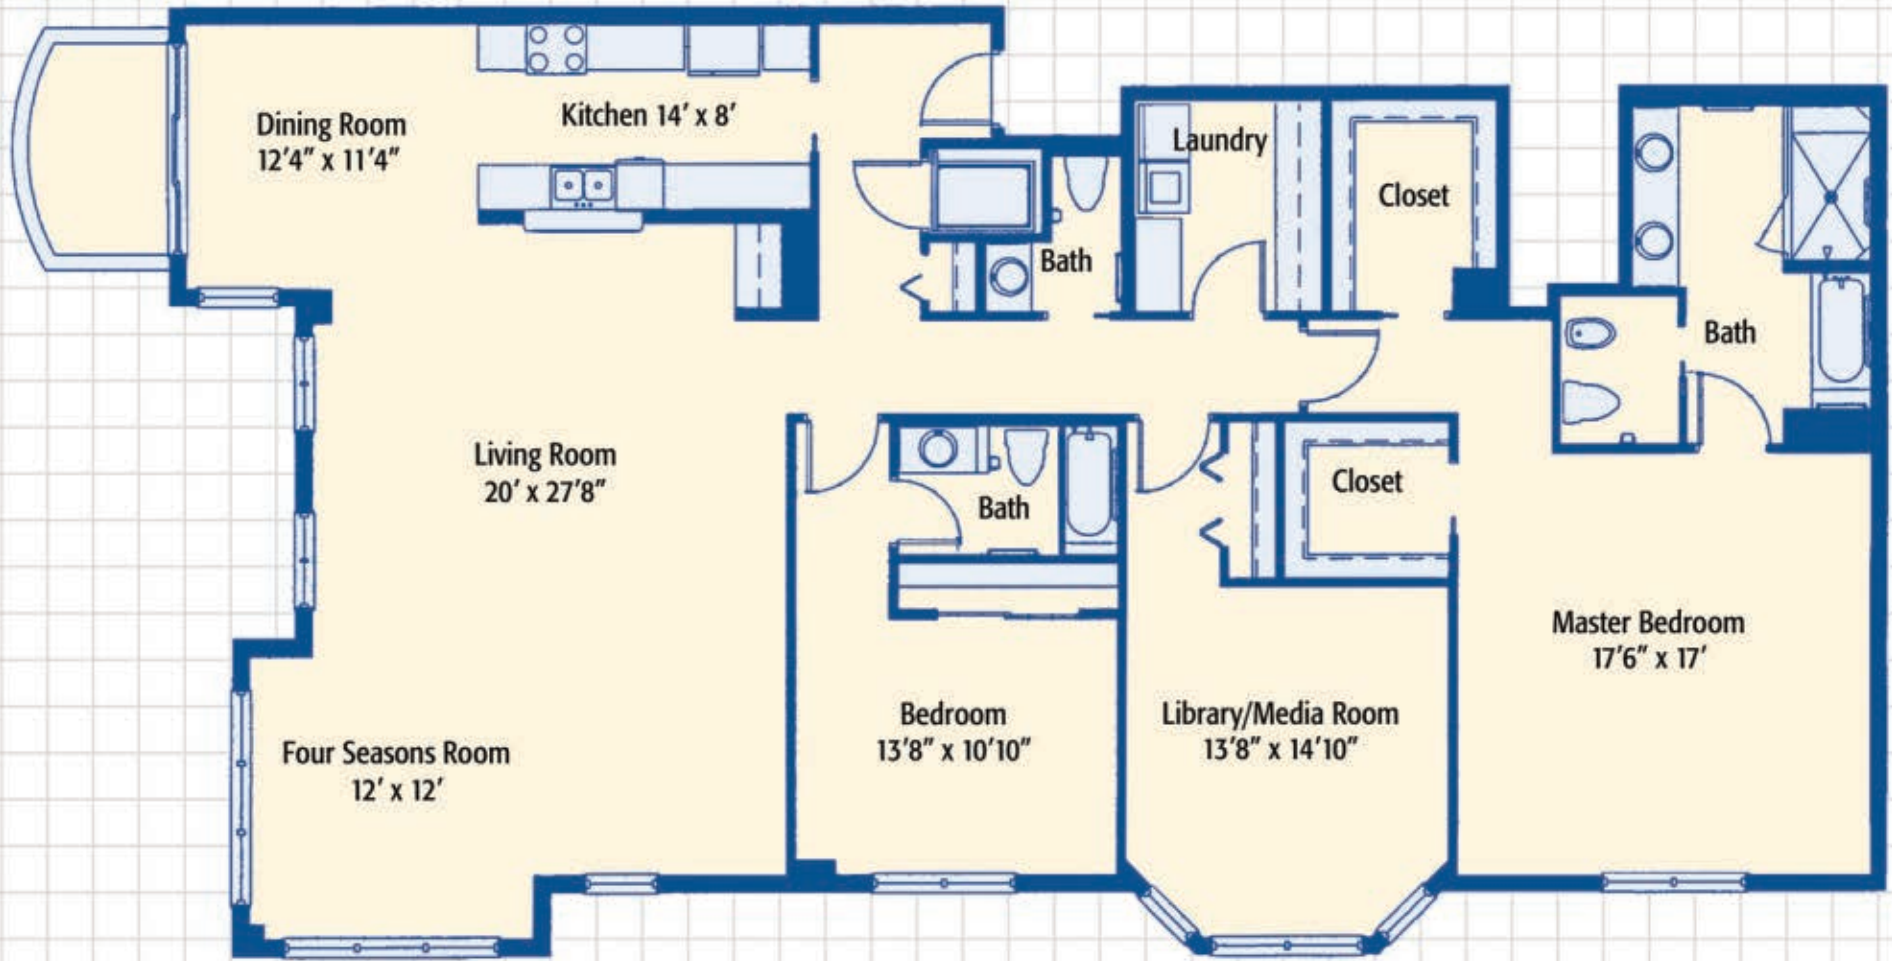 Dining Room
12′4″ x 11′4″
Kitchen 14′ x 8′
Laundry
Closet
Bath
Bath
Living Room
20′ x 27′8″
Bath
Closet
Master Bedroom
17′6″ x 17′
Four Seasons Room
12′ x 12′
Bedroom
13′8″ x 10′10″
Library/Media Room
13′8″ x 14′10″